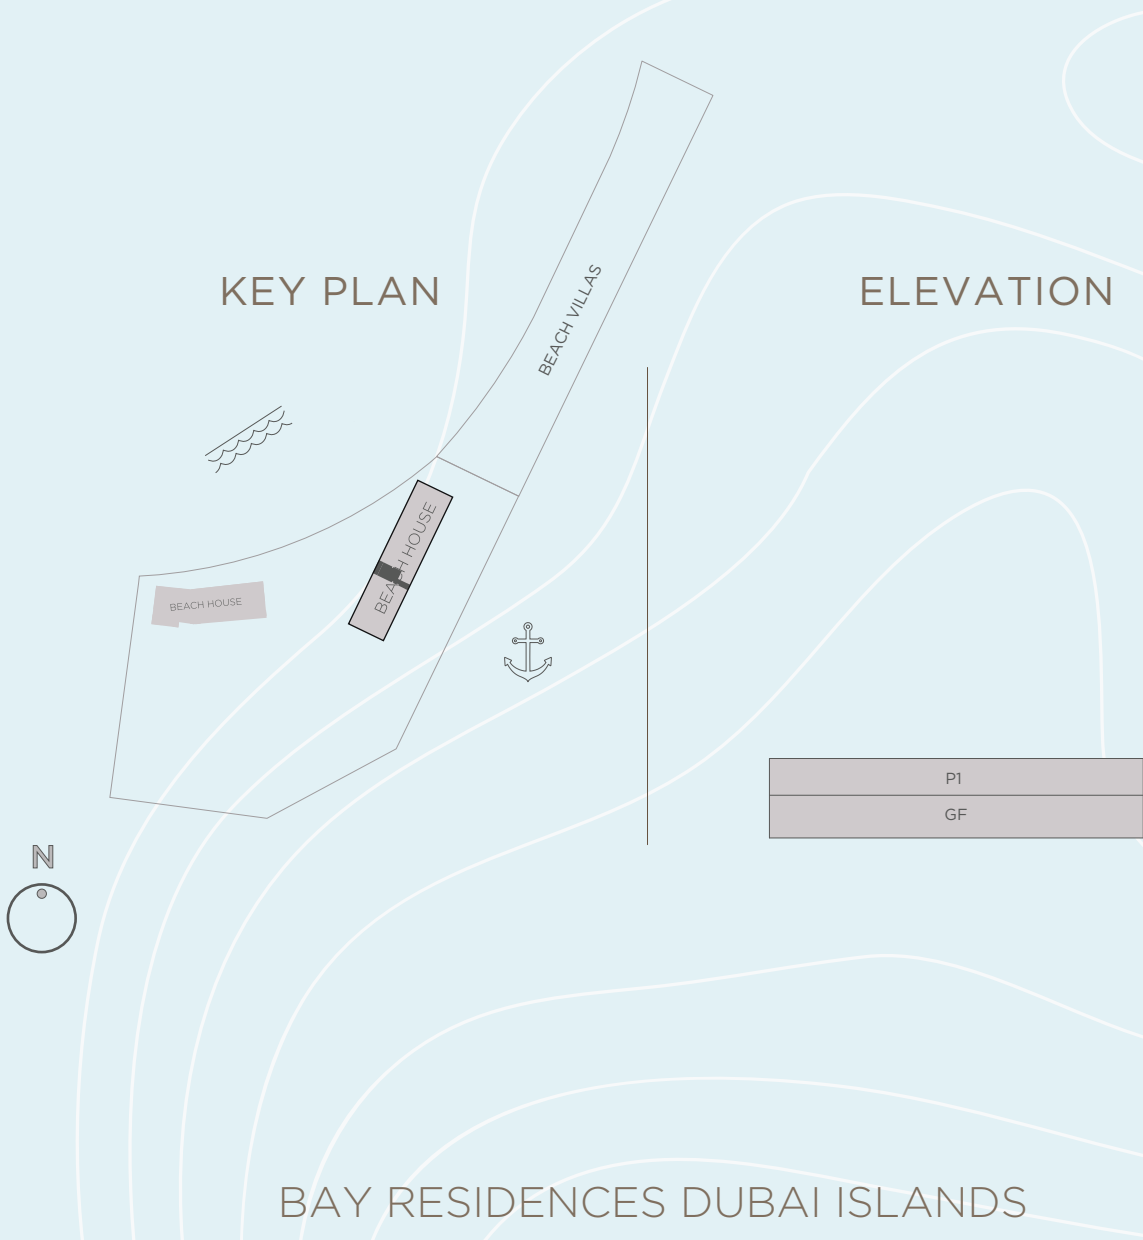 KEY PLAN
ELEVATION
BEACH VILLAS
BEACH HOUSE
BEACH HOUSE
P1
GF
N
BAY RESIDENCES DUBAI ISLANDS